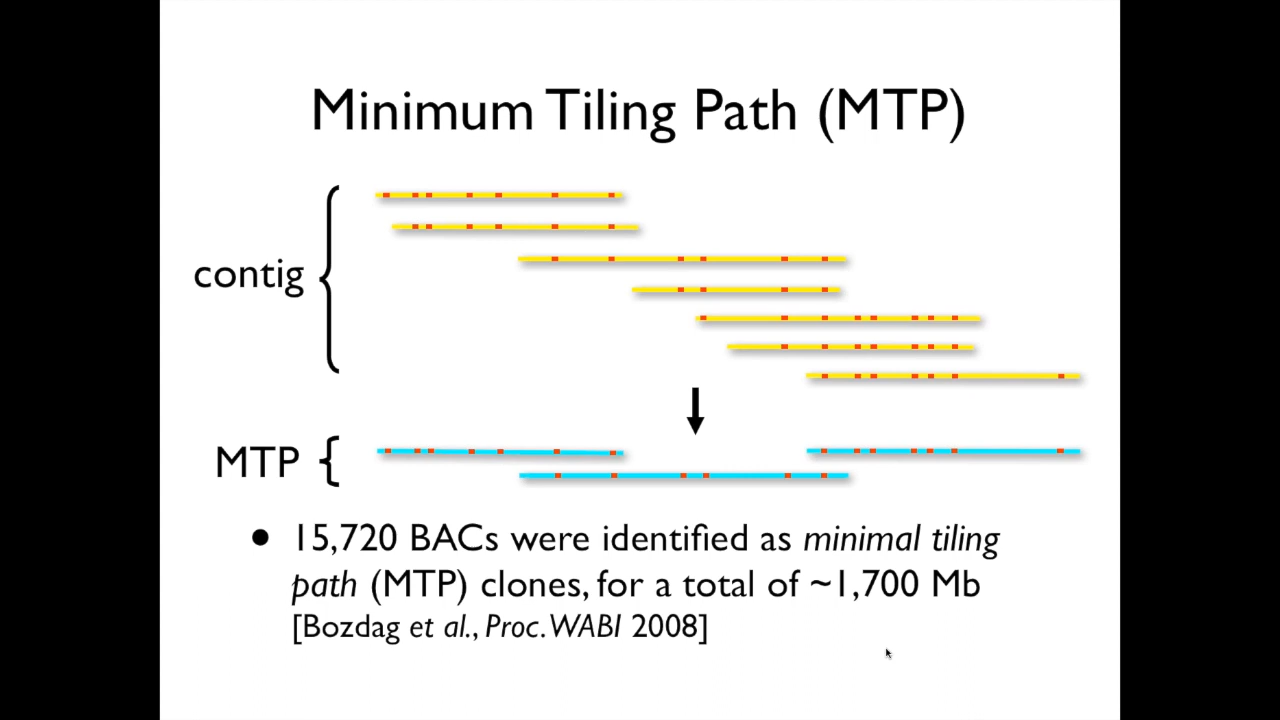 Minimum Tiling Path (MTP)
contig
MTP
• 15,720 BACs were identified as minimal tiling
path (MTP) clones, for a total of ~1,700 Mb
[Bozdag et al., Proc. WABI 2008]